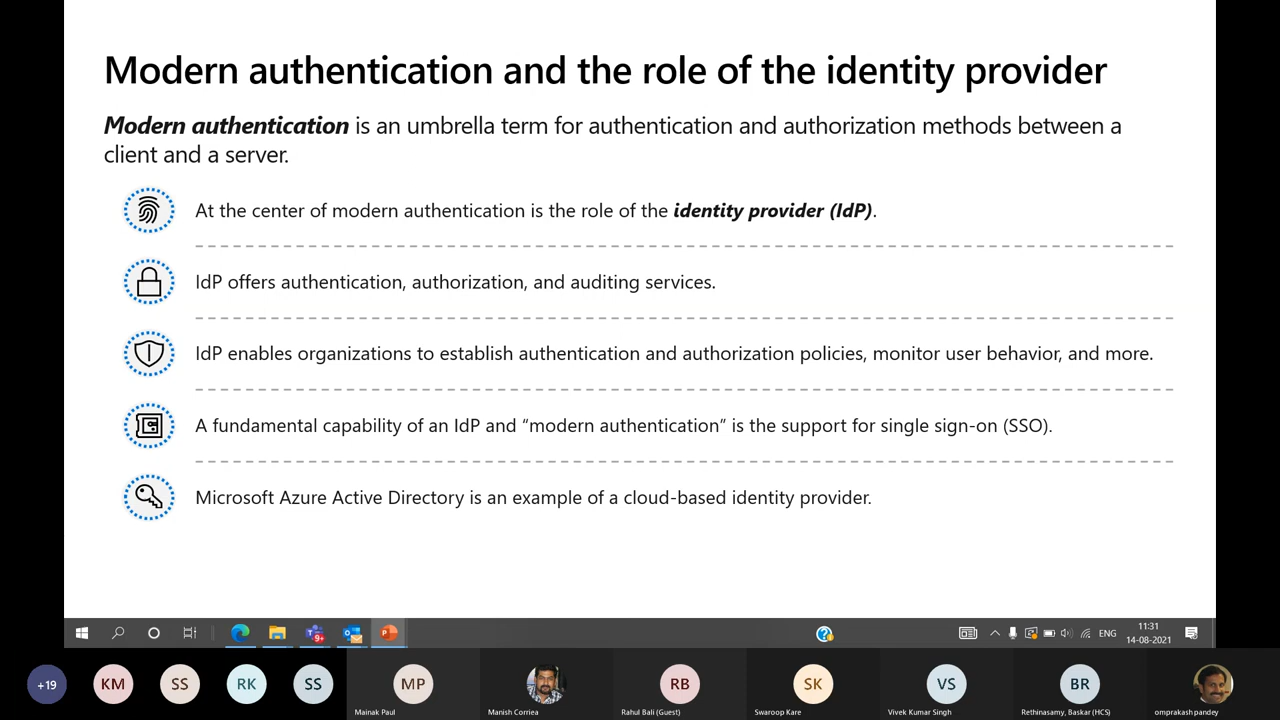 Modern authentication and the role of the identity provider
Modern authentication is an umbrella term for authentication and authorization methods between a
client and a server.
At the center of modern authentication is the role of the identity provider (IdP).
IdP offers authentication, authorization, and auditing services.
IdP enables organizations to establish authentication and authorization policies, monitor user behavior, and more.
A fundamental capability of an IdP and “modern authentication” is the support for single sign-on (SSO).
Microsoft Azure Active Directory is an example of a cloud-based identity provider.
9+
ENG
11:31
14-08-2021
+19
KM
SS
RK
SS
MP
RB
SK
VS
BR
Mainak Paul
Manish Corriea
Rahul Bali (Guest)
Swaroop Kare
Vivek Kumar Singh
Rethinasamy, Baskar (HCS)
omprakash pandey